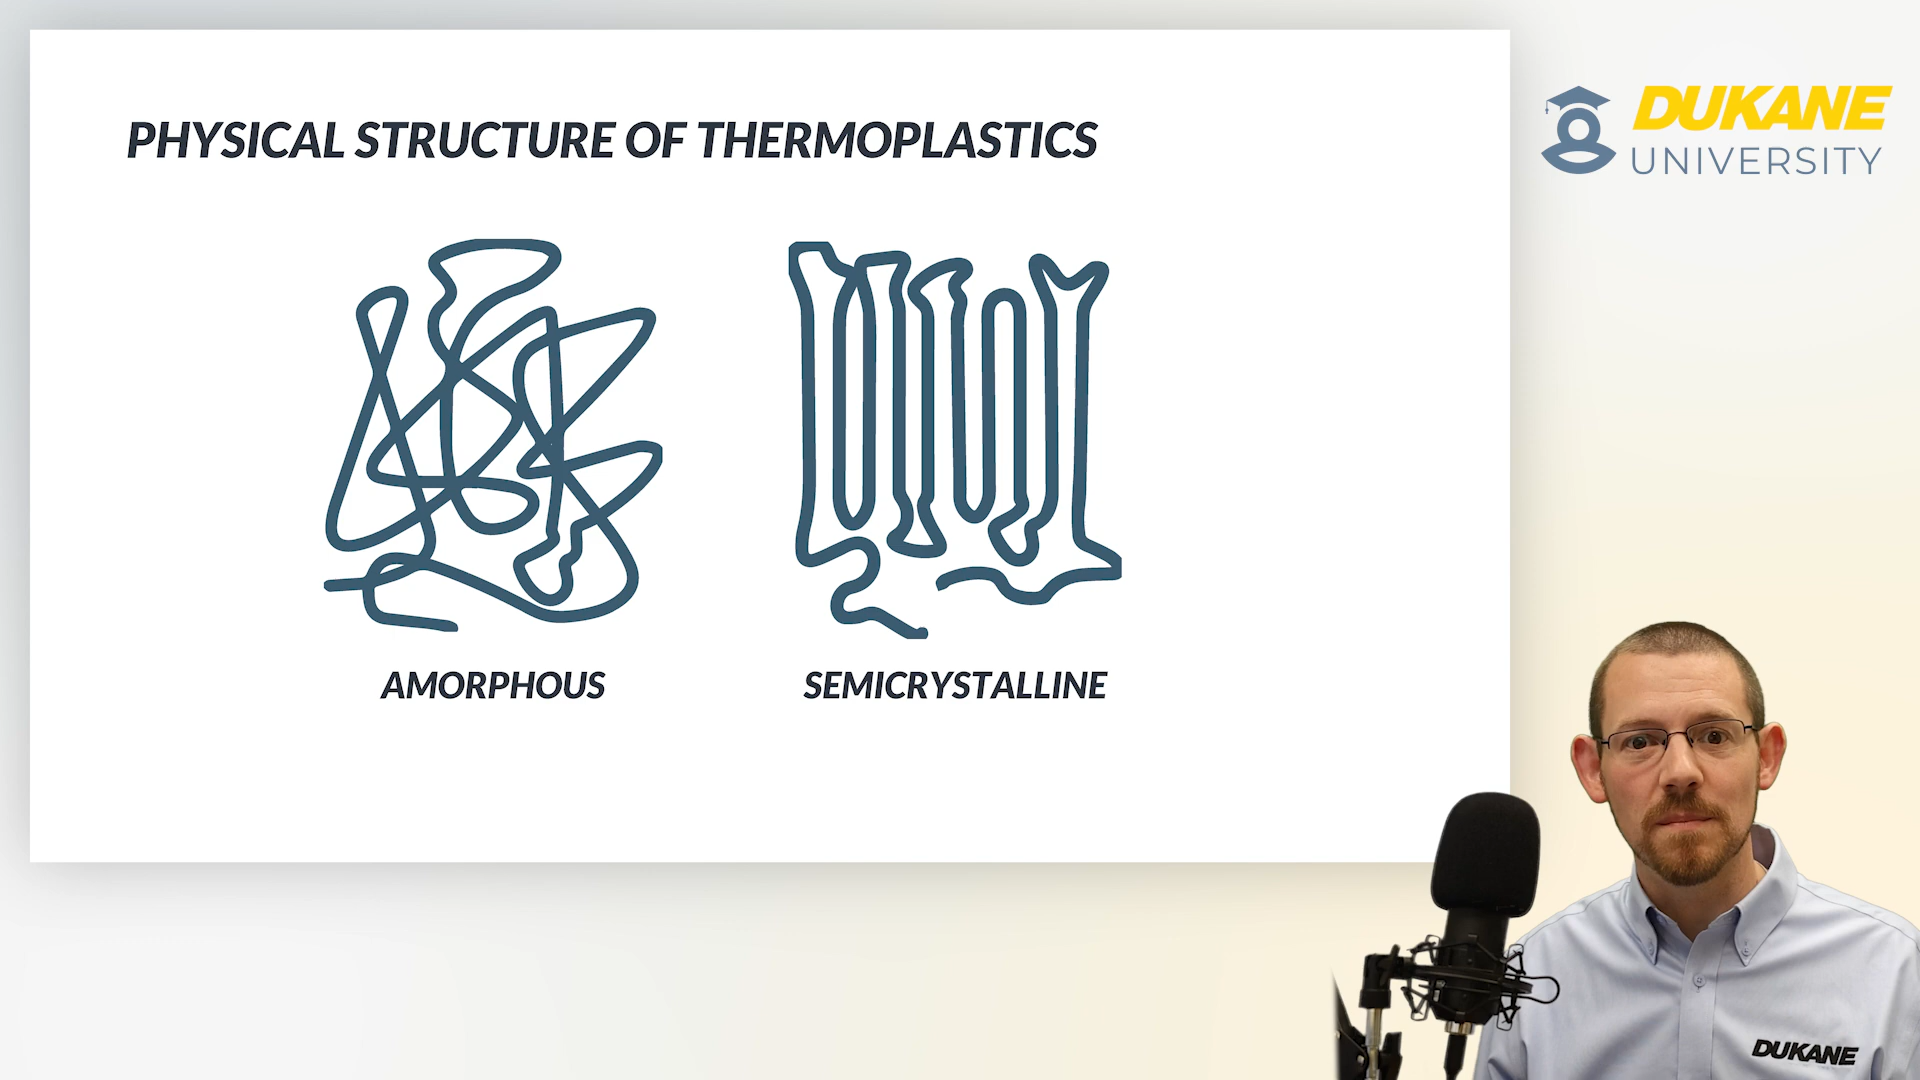 PHYSICAL STRUCTURE OF THERMOPLASTICS
DUKANE
UNIVERSITY
AMORPHOUS
SEMICRYSTALLINE
DUKANE